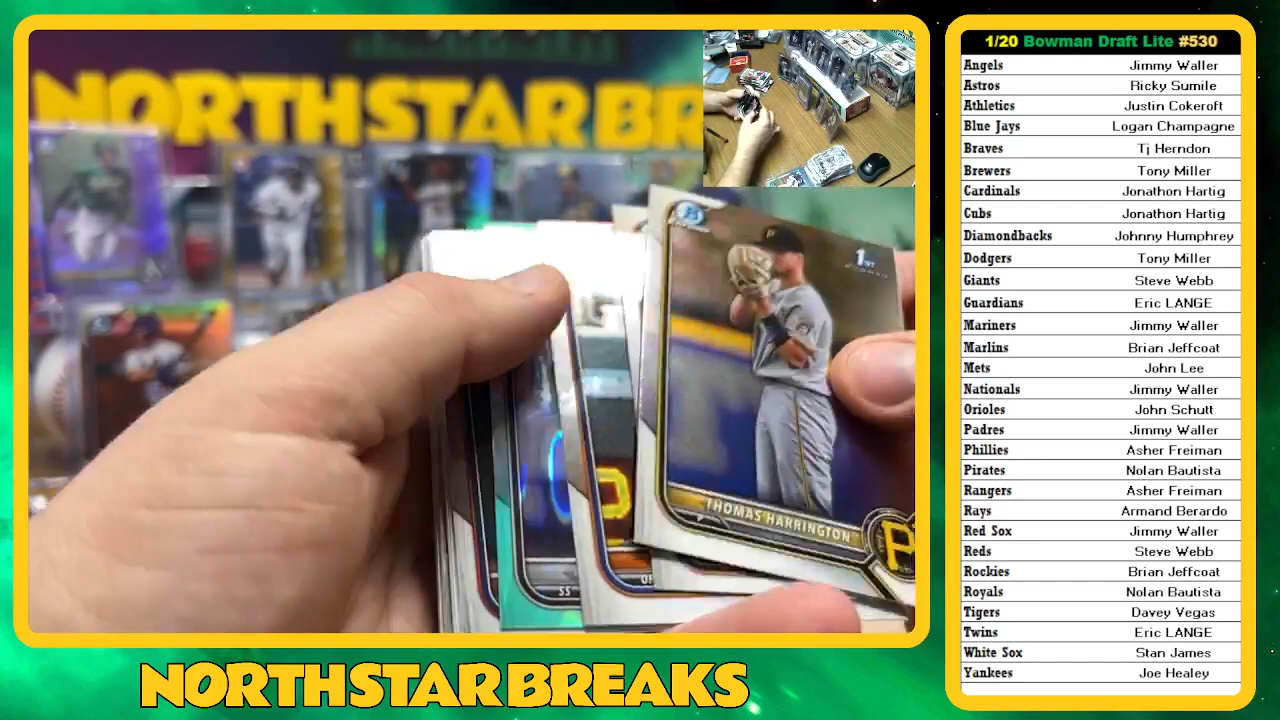 NORTHSTAR BR
1ST
THOMAS HARRINGTON
P
SS
NORTHSTAR BREAKS
1/20 Bowman Draft Lite #530
Angels Jimmy Waller
Astros Ricky Sumile
Athletics Justin Cokeroft
Blue Jays Logan Champagne
Braves Tj Herndon
Brewers Tony Miller
Cardinals Jonathon Hartig
Cubs Jonathon Hartig
Diamondbacks Johnny Humphrey
Dodgers Tony Miller
Giants Steve Webb
Guardians Eric LANGE
Mariners Jimmy Waller
Marlins Brian Jeffcoat
Mets John Lee
Nationals Jimmy Waller
Orioles John Schutt
Padres Jimmy Waller
Phillies Asher Freiman
Pirates Nolan Bautista
Rangers Asher Freiman
Rays Armand Berardo
Red Sox Jimmy Waller
Reds Steve Webb
Rockies Brian Jeffcoat
Royals Nolan Bautista
Tigers Davey Vegas
Twins Eric LANGE
White Sox Stan James
Yankees Joe Healey